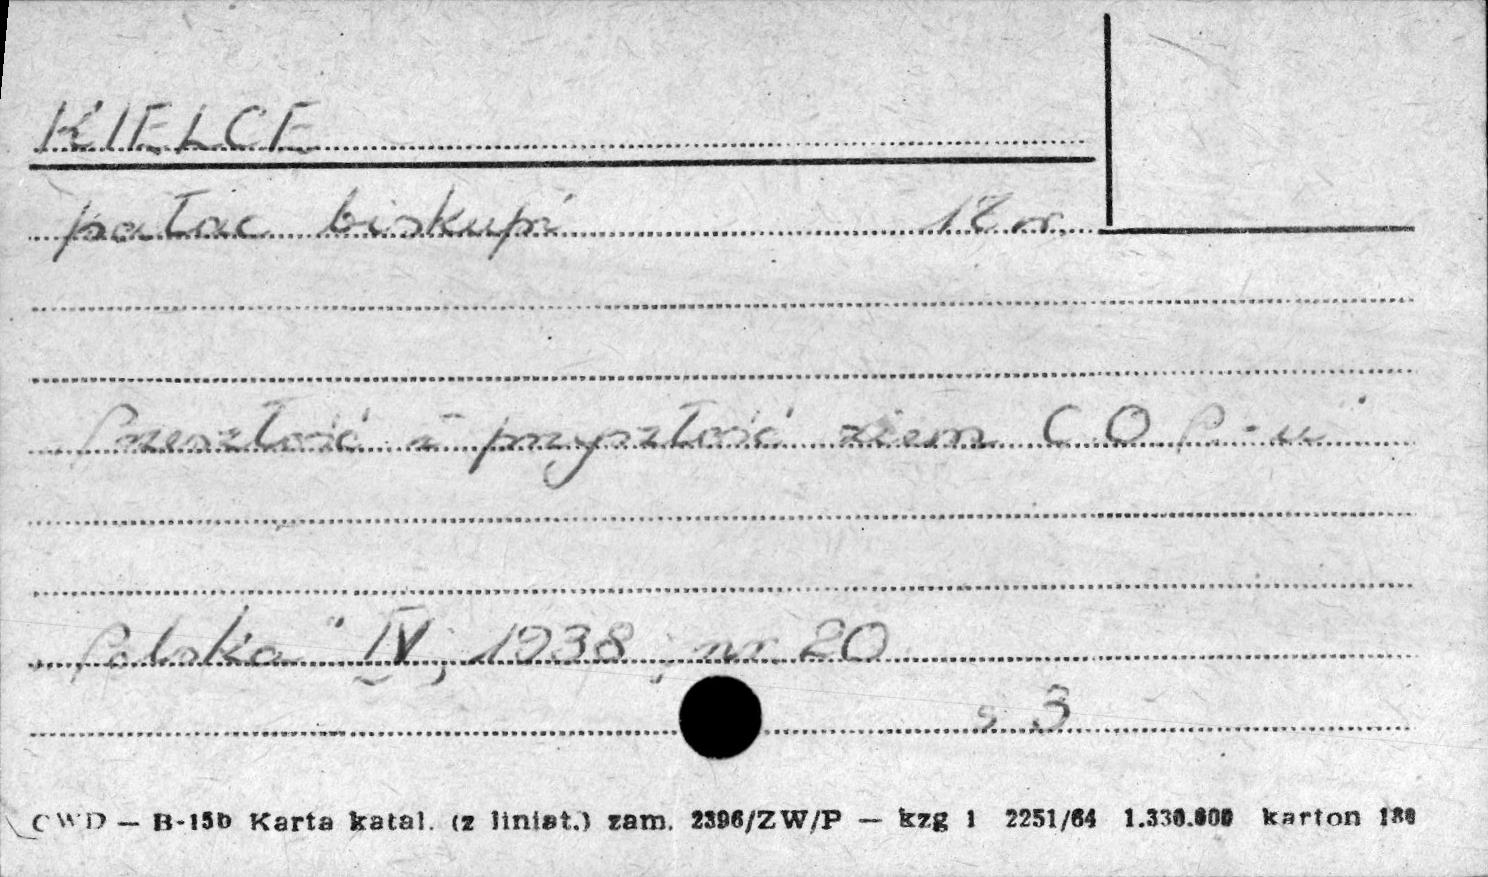 KIELCE
pałac biskupi 17 w.
Przeszłość i przyszłość ziem C.O.P.-u
„Polska" IV, 1938, nr. 20
s. 3
CWD — B-15b Karta katal. (z liniat.) zam. 2396/ZW/P — kzg 1 2251/64 1.330.000 karton 180